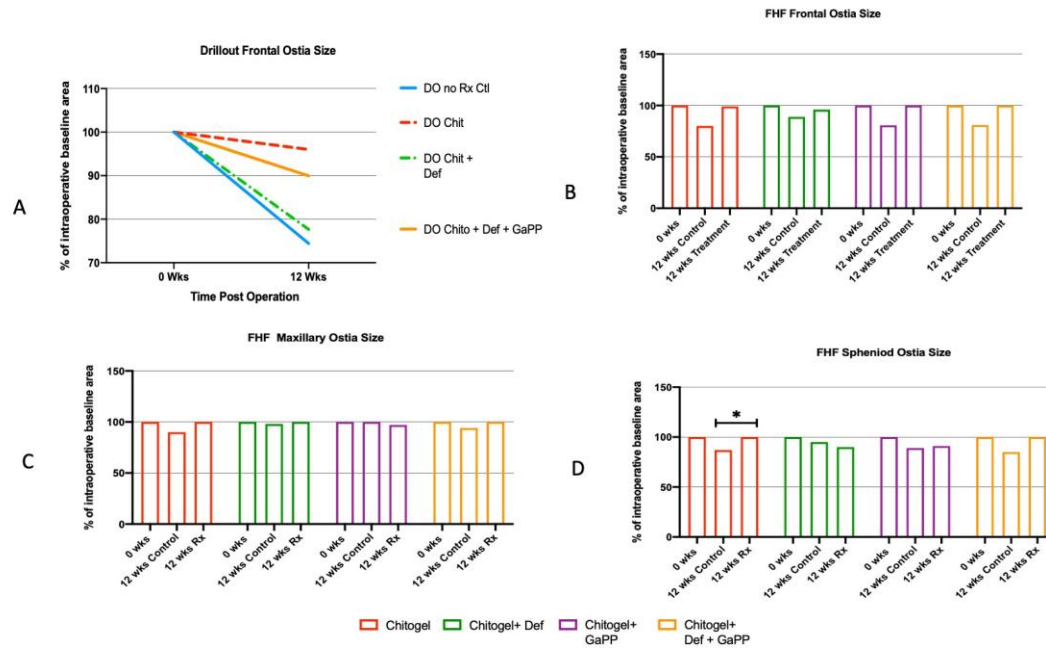 Drillout Frontal Ostia Size
% of intraoperative baseline area
110
100
90
80
70
0 Wks
12 Wks
Time Post Operation
DO no Rx Ctl
DO Chit
DO Chit +
Def
DO Chito + Def + GaPP
A
FHF Frontal Ostia Size
% of intraoperative baseline area
150
100
50
0
0 wks
12 wks Control
12 wks Treatment
0 wks
12 wks Control
12 wks Treatment
0 wks
12 wks Control
12 wks Treatment
0 wks
12 wks Control
12 wks Treatment
B
FHF Maxillary Ostia Size
% of intraoperative baseline area
150
100
50
0
0 wks
12 wks Control
12 wks Rx
0 wks
12 wks Control
12 wks Rx
0 wks
12 wks Control
12 wks Rx
0 wks
12 wks Control
12 wks Rx
C
FHF Spheniod Ostia Size
% of intraoperative baseline area
150
100
50
0
*
0 wks
12 wks Control
12 wks Rx
0 wks
12 wks Control
12 wks Rx
0 wks
12 wks Control
12 wks Rx
0 wks
12 wks Control
12 wks Rx
D
Chitogel
Chitogel+ Def
Chitogel+
GaPP
Chitogel+
Def + GaPP